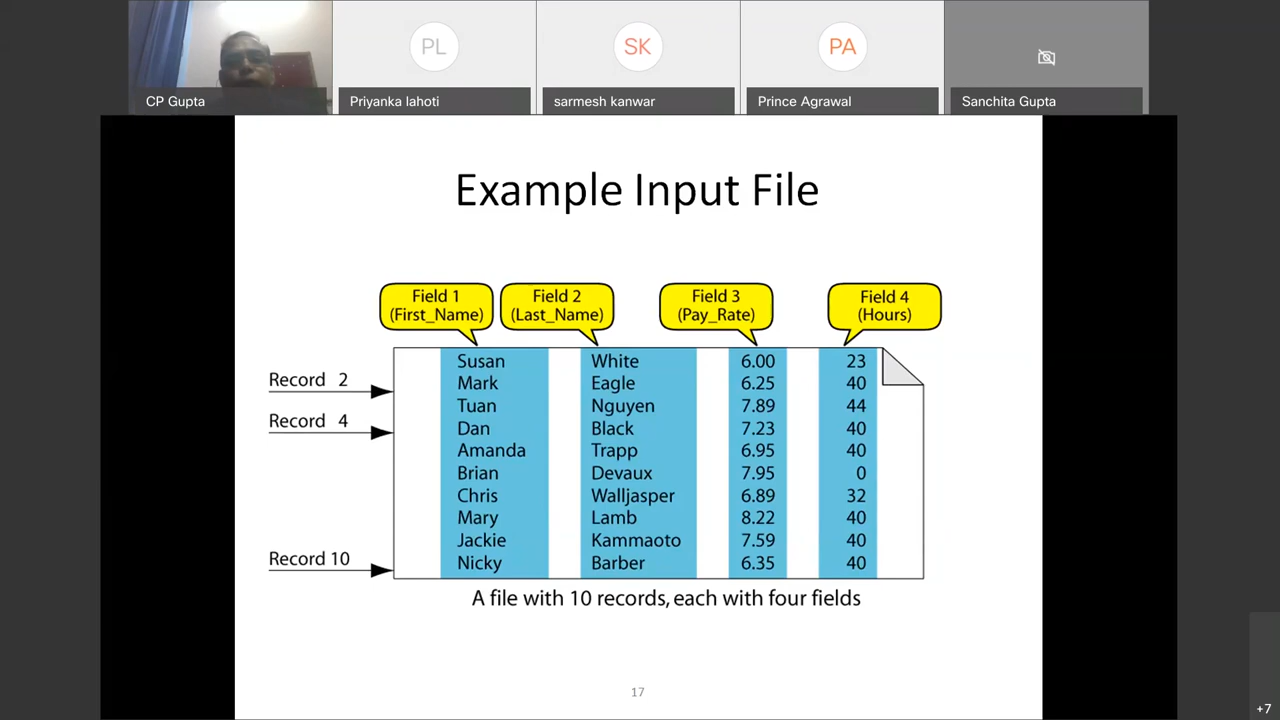 PL
SK
PA
CP Gupta
Priyanka lahoti
sarmesh kanwar
Prince Agrawal
Sanchita Gupta
Example Input File
Field 1
(First_Name)
Field 2
(Last_Name)
Field 3
(Pay_Rate)
Field 4
(Hours)
Record 2
Record 4
Record 10
Susan White 6.00 23
Mark Eagle 6.25 40
Tuan Nguyen 7.89 44
Dan Black 7.23 40
Amanda Trapp 6.95 40
Brian Devaux 7.95 0
Chris Walljasper 6.89 32
Mary Lamb 8.22 40
Jackie Kammaoto 7.59 40
Nicky Barber 6.35 40
A file with 10 records, each with four fields
17
+7